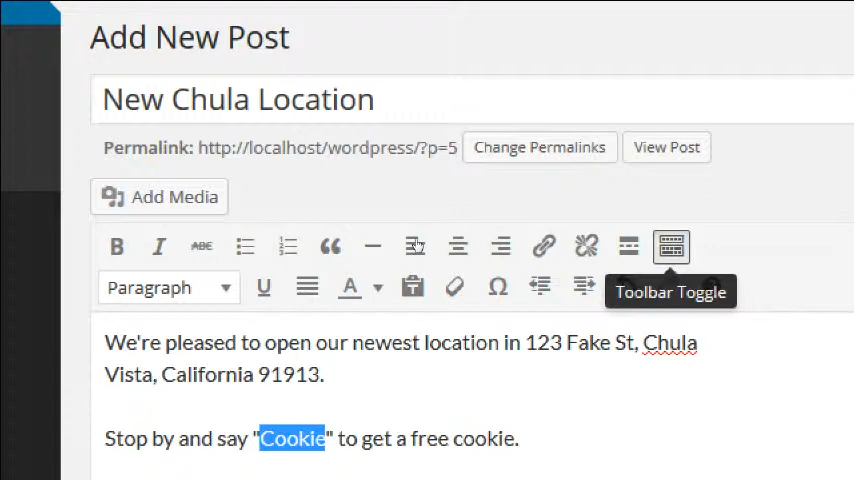 Add New Post
New Chula Location
Permalink: http://localhost/wordpress/?p=5 Change Permalinks View Post
Add Media
B I ABE
Paragraph U A Ω
Toolbar Toggle
We're pleased to open our newest location in 123 Fake St, Chula
Vista, California 91913.
Stop by and say "Cookie" to get a free cookie.